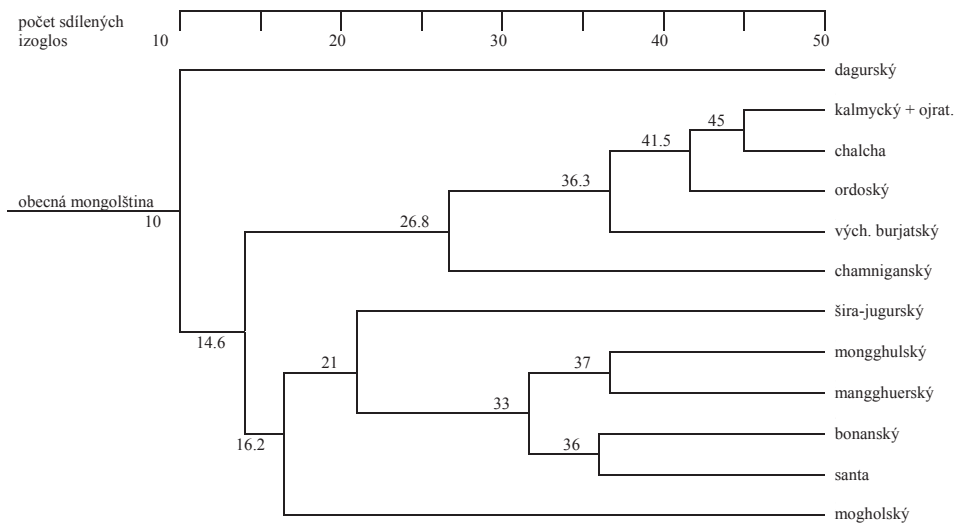 počet sdílených
izoglos
10
20
30
40
50
dagurský
kalmycký + ojrat.
45
chalcha
41.5
ordoský
36.3
obecná mongolština
10
26.8
vých. burjatský
chamniganský
šira-jugurský
14.6
mongghulský
21
37
mangghuerský
33
bonanský
16.2
36
santa
mogholský